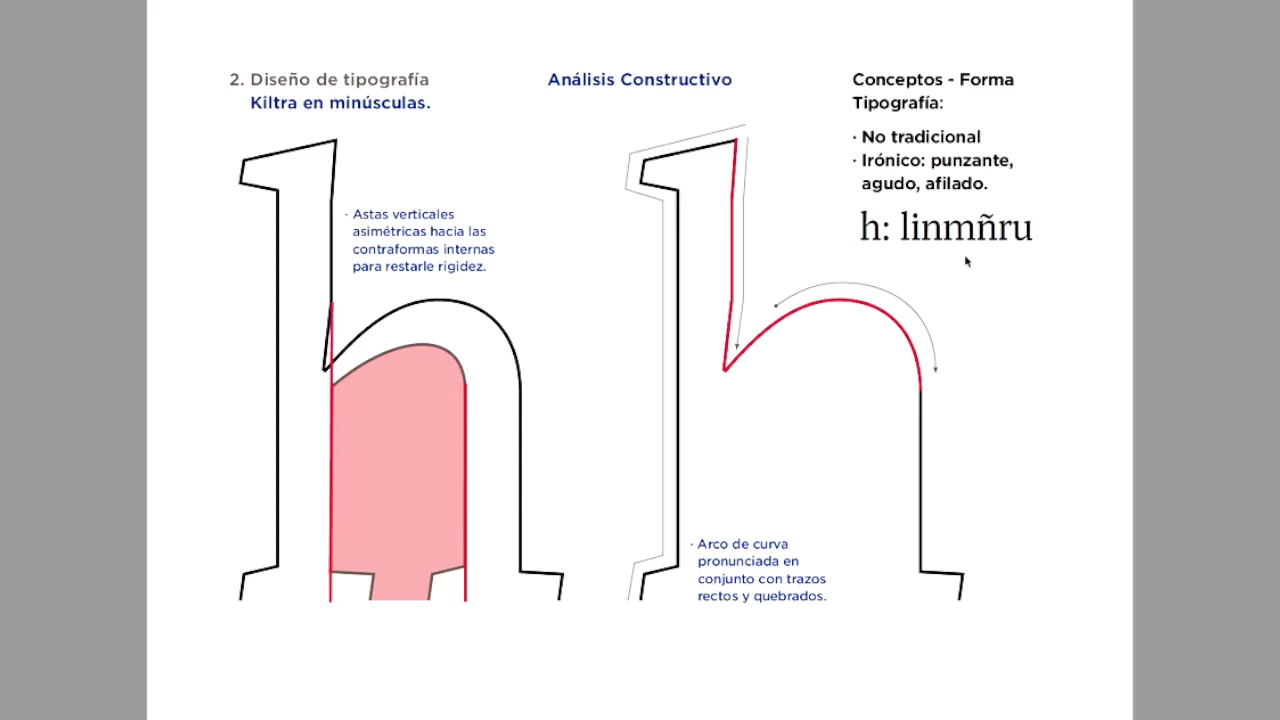 2. Diseño de tipografía
Kiltra en minúsculas.
Análisis Constructivo
Conceptos - Forma
Tipografía:
· No tradicional
· Irónico: punzante,
agudo, afilado.
h: linmñru
· Astas verticales
asimétricas hacia las
contraformas internas
para restarle rigidez.
· Arco de curva
pronunciada en
conjunto con trazos
rectos y quebrados.